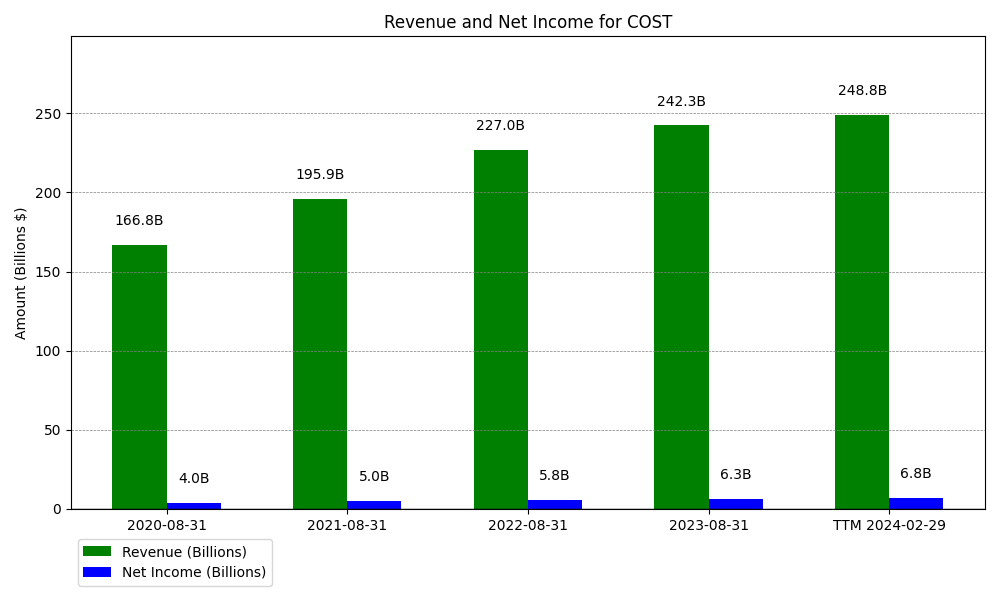 Revenue and Net Income for COST
Amount (Billions $)
250
200
150
100
50
0
166.8B
195.9B
227.0B
242.3B
248.8B
4.0B
5.0B
5.8B
6.3B
6.8B
2020-08-31
2021-08-31
2022-08-31
2023-08-31
TTM 2024-02-29
Revenue (Billions)
Net Income (Billions)